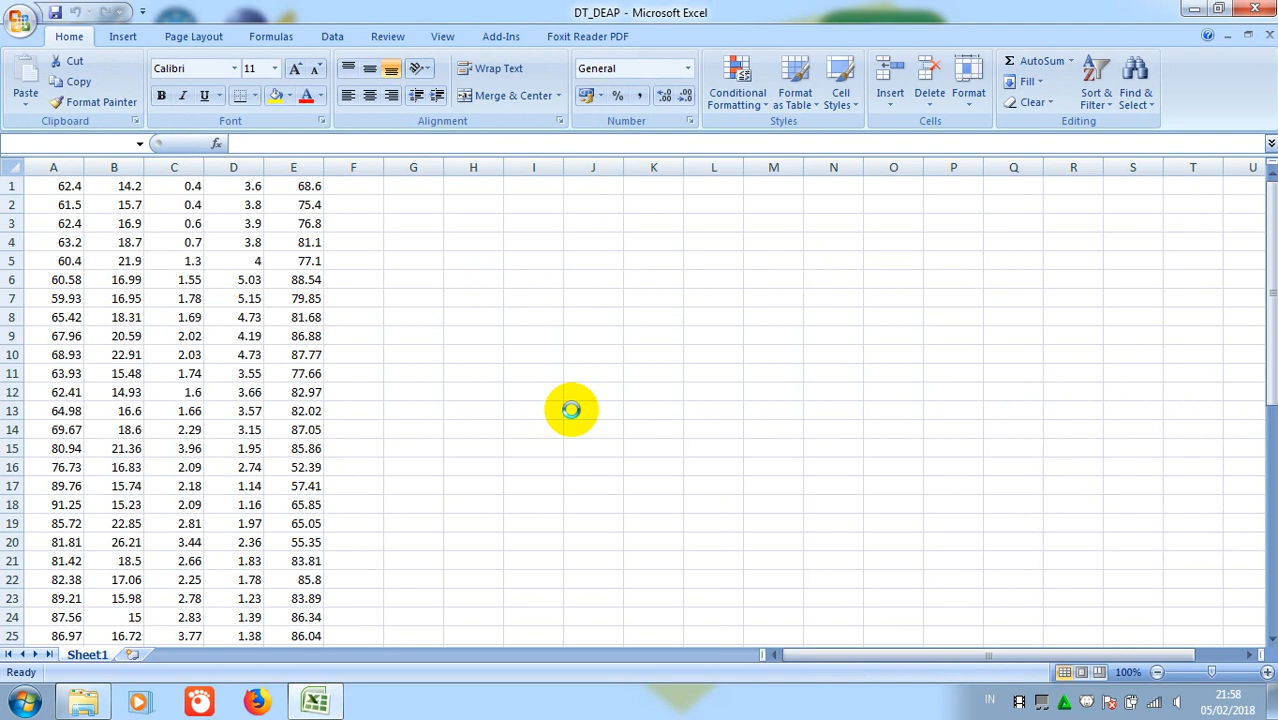 DT_DEAP - Microsoft Excel
Home Insert Page Layout Formulas Data Review View Add-Ins Foxit Reader PDF
Paste
Cut
Copy
Format Painter
Clipboard
Calibri 11
B I U
Font
Wrap Text
Merge & Center
Alignment
General
% ,
Number
Conditional Formatting
Format as Table
Cell Styles
Styles
Insert Delete Format
Cells
AutoSum
Fill
Clear
Sort & Filter
Find & Select
Editing
fx
A B C D E F G H I J K L M N O P Q R S T U
1 62.4 14.2 0.4 3.6 68.6
2 61.5 15.7 0.4 3.8 75.4
3 62.4 16.9 0.6 3.9 76.8
4 63.2 18.7 0.7 3.8 81.1
5 60.4 21.9 1.3 4 77.1
6 60.58 16.99 1.55 5.03 88.54
7 59.93 16.95 1.78 5.15 79.85
8 65.42 18.31 1.69 4.73 81.68
9 67.96 20.59 2.02 4.19 86.88
10 68.93 22.91 2.03 4.73 87.77
11 63.93 15.48 1.74 3.55 77.66
12 62.41 14.93 1.6 3.66 82.97
13 64.98 16.6 1.66 3.57 82.02
14 69.67 18.6 2.29 3.15 87.05
15 80.94 21.36 3.96 1.95 85.86
16 76.73 16.83 2.09 2.74 52.39
17 89.76 15.74 2.18 1.14 57.41
18 91.25 15.23 2.09 1.16 65.85
19 85.72 22.85 2.81 1.97 65.05
20 81.81 26.21 3.44 2.36 55.35
21 81.42 18.5 2.66 1.83 83.81
22 82.38 17.06 2.25 1.78 85.8
23 89.21 15.98 2.78 1.23 83.89
24 87.56 15 2.83 1.39 86.34
25 86.97 16.72 3.77 1.38 86.04
Sheet1
Ready 100%
IN 21:58
05/02/2018